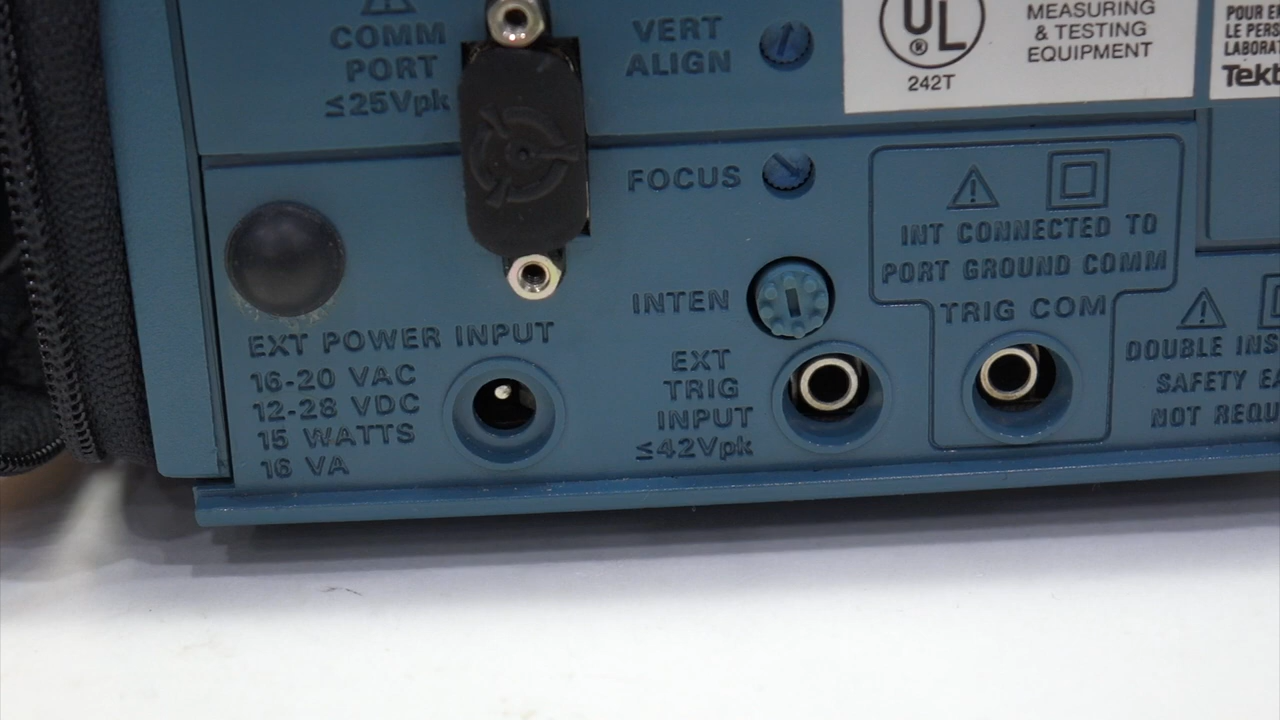 COMM
PORT
≤25Vpk
VERT
ALIGN
UL
®
242T
MEASURING
& TESTING
EQUIPMENT
POUR
LE PERS
LABORAT
Tekt
FOCUS
INT CONNECTED TO
PORT GROUND COMM
TRIG COM
INTEN
EXT POWER INPUT
16-20 VAC
12-28 VDC
15 WATTS
16 VA
EXT
TRIG
INPUT
≤42Vpk
DOUBLE INS
SAFETY EA
NOT REQU